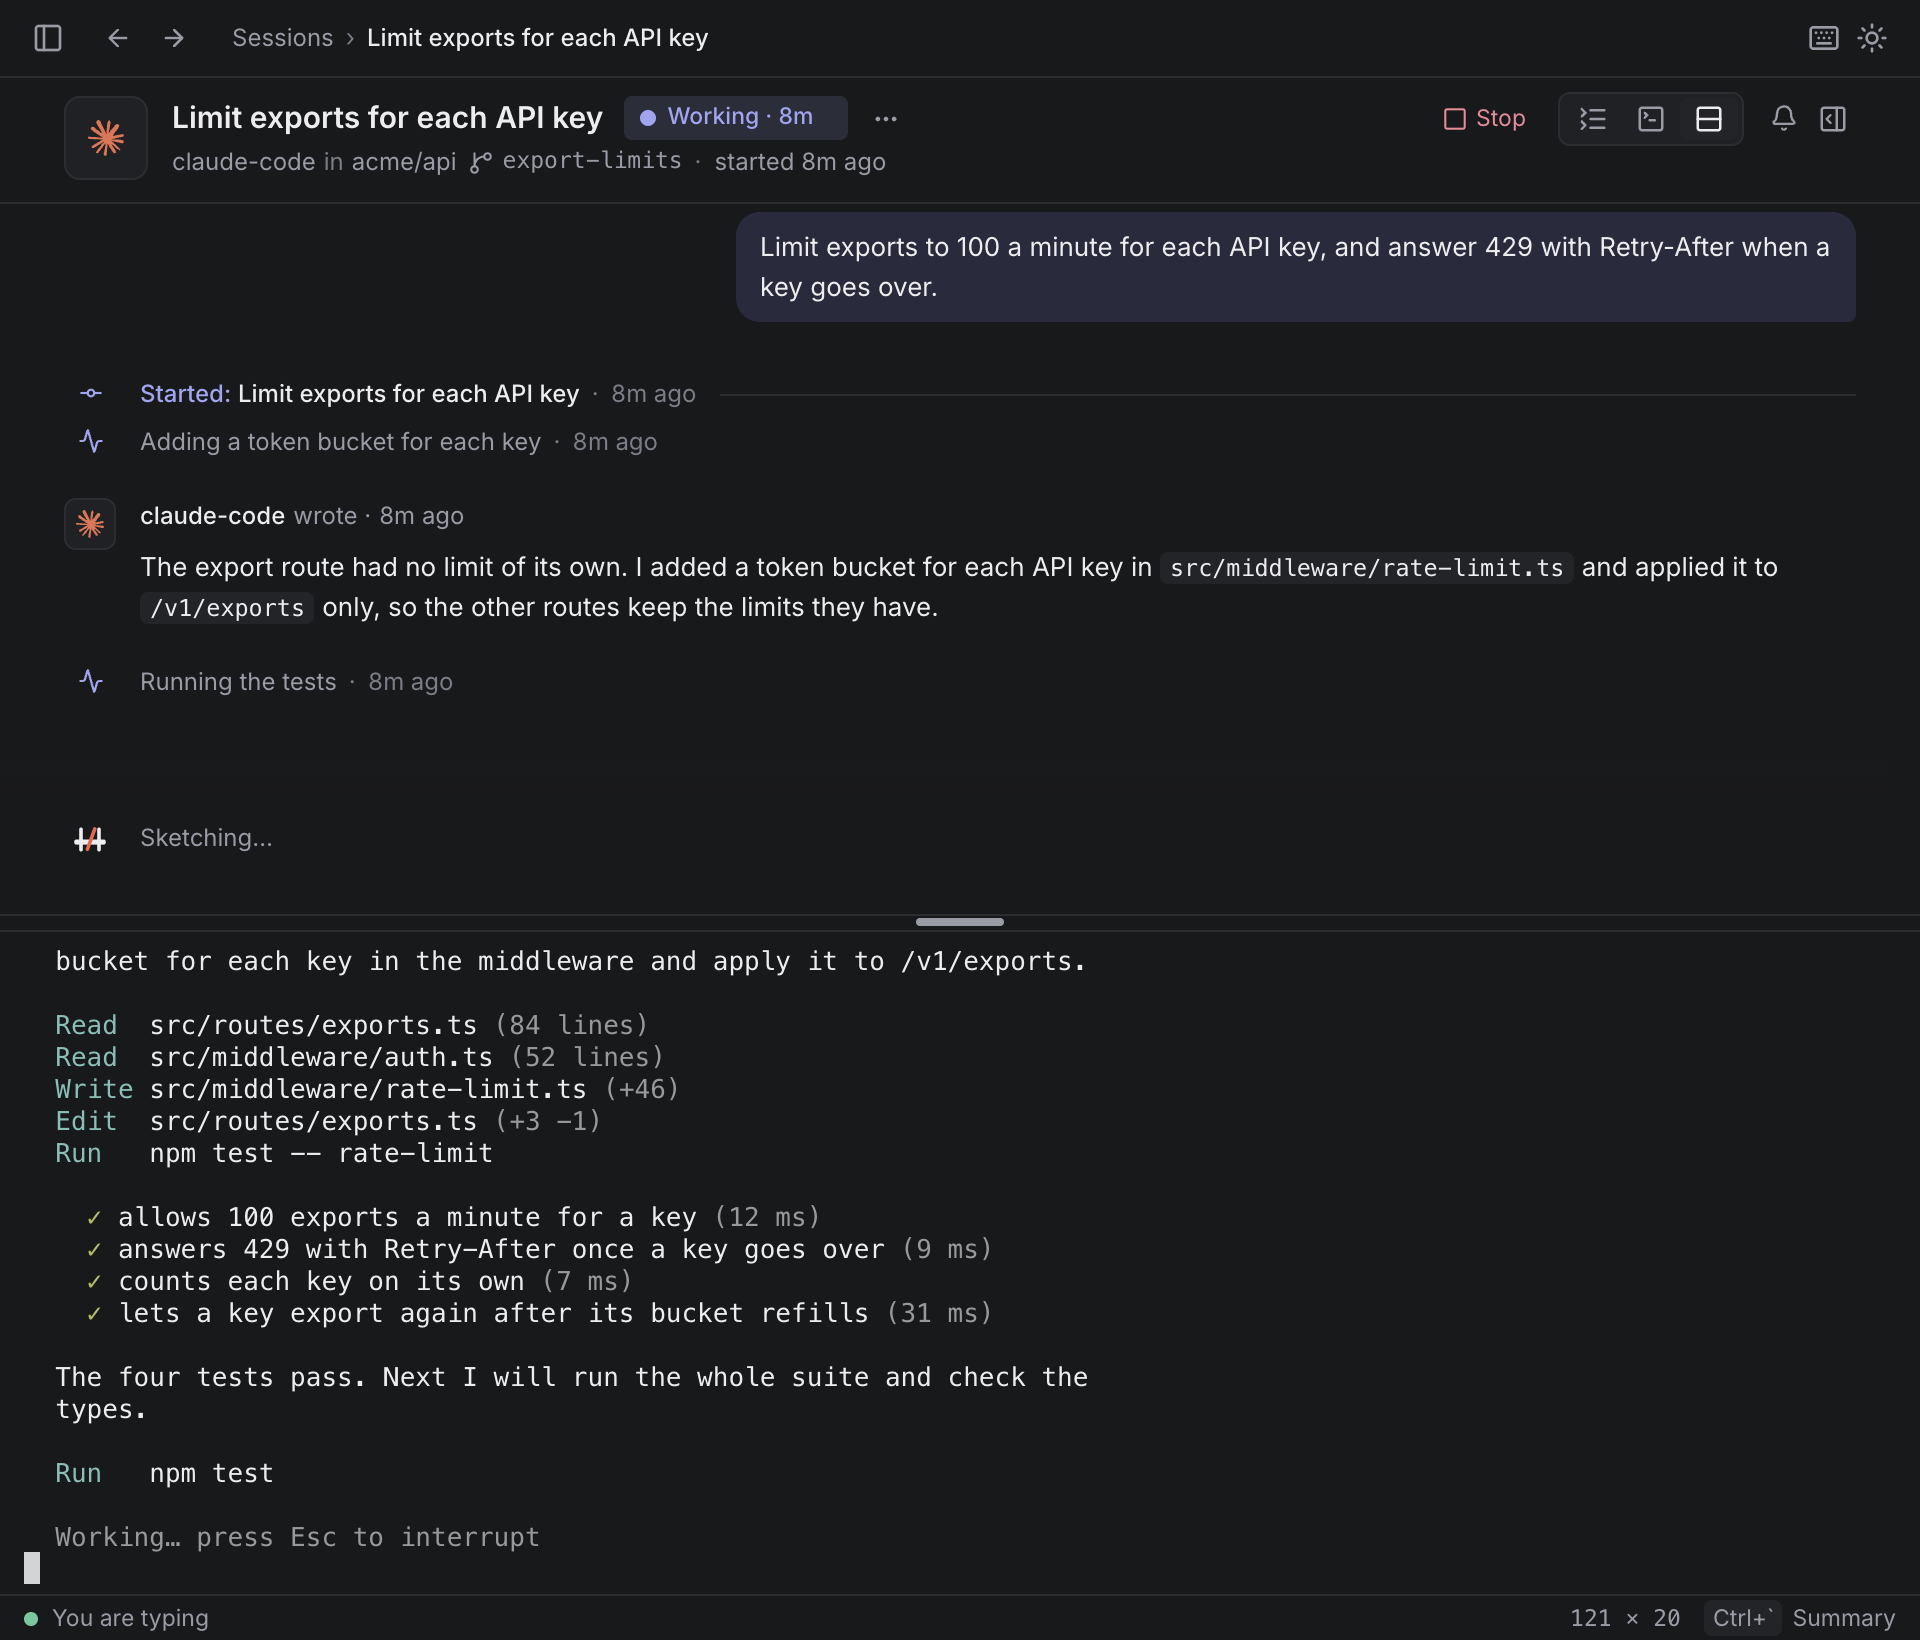 Sessions › Limit exports for each API key
Limit exports for each API key
Working · 8m
Stop
claude-code in acme/api export-limits · started 8m ago
Limit exports to 100 a minute for each API key, and answer 429 with Retry-After when a
key goes over.
Started: Limit exports for each API key · 8m ago
Adding a token bucket for each key · 8m ago
claude-code wrote · 8m ago
The export route had no limit of its own. I added a token bucket for each API key in src/middleware/rate-limit.ts and applied it to
/v1/exports only, so the other routes keep the limits they have.
Running the tests · 8m ago
Sketching...
bucket for each key in the middleware and apply it to /v1/exports.
Read src/routes/exports.ts (84 lines)
Read src/middleware/auth.ts (52 lines)
Write src/middleware/rate-limit.ts (+46)
Edit src/routes/exports.ts (+3 -1)
Run npm test -- rate-limit
✓ allows 100 exports a minute for a key (12 ms)
✓ answers 429 with Retry-After once a key goes over (9 ms)
✓ counts each key on its own (7 ms)
✓ lets a key export again after its bucket refills (31 ms)
The four tests pass. Next I will run the whole suite and check the
types.
Run npm test
Working… press Esc to interrupt
You are typing
121 × 20 Ctrl+` Summary